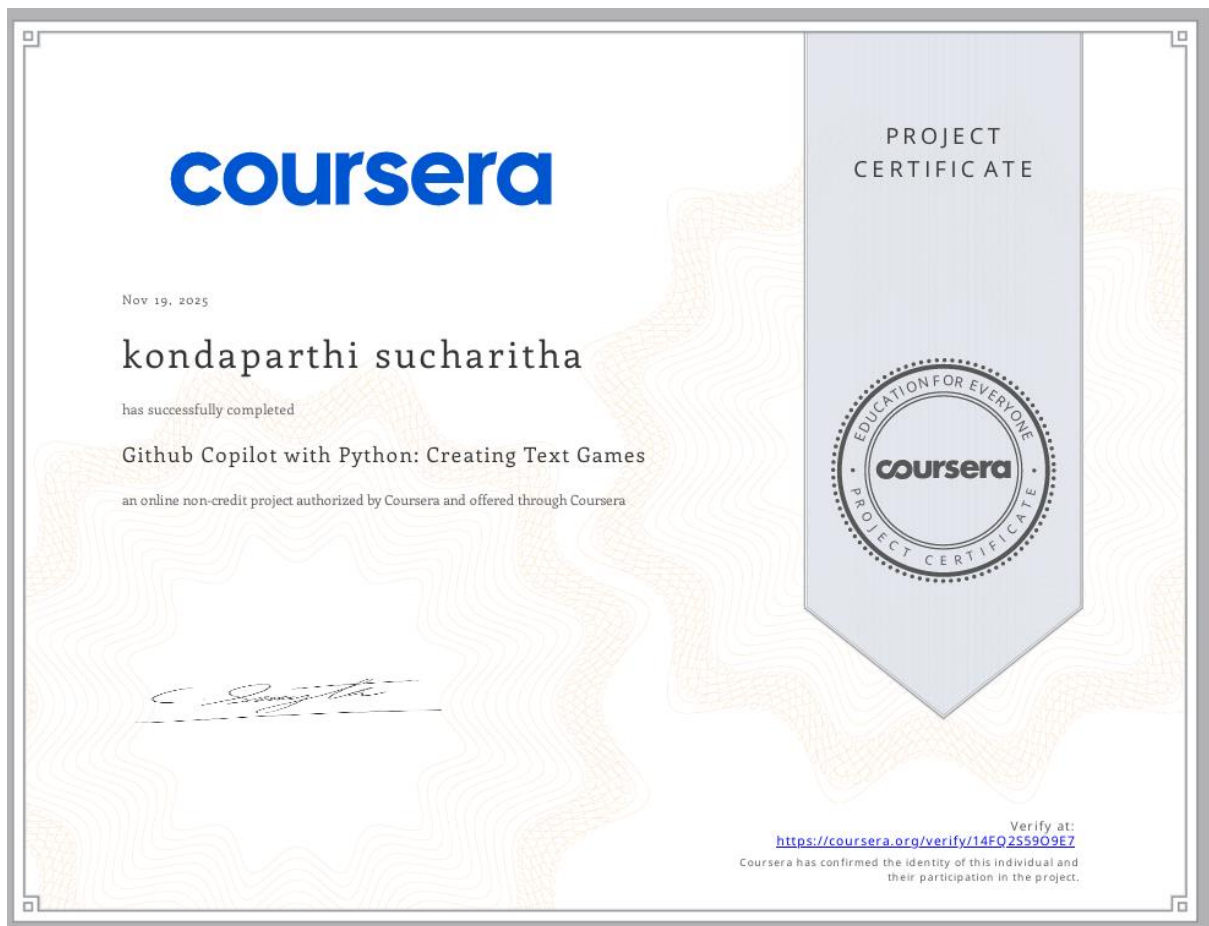 coursera
PROJECT
CERTIFICATE
Nov 19, 2025
kondaparthi sucharitha
has successfully completed
Github Copilot with Python: Creating Text Games
an online non-credit project authorized by Coursera and offered through Coursera
EDUCATION FOR EVERYONE
coursera
PROJECT CERTIFICATE
Verify at:
https://coursera.org/verify/14FQ2S59O9E7
Coursera has confirmed the identity of this individual and
their participation in the project.